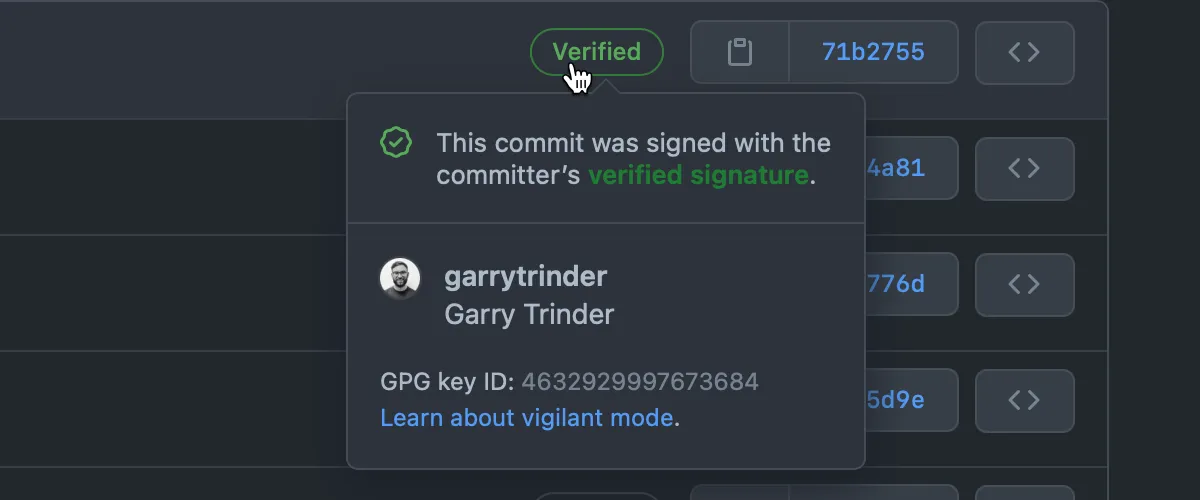 Verified
71b2755
This commit was signed with the
committer’s verified signature.
4a81
garrytrinder
Garry Trinder
776d
GPG key ID: 4632929997673684
5d9e
Learn about vigilant mode.